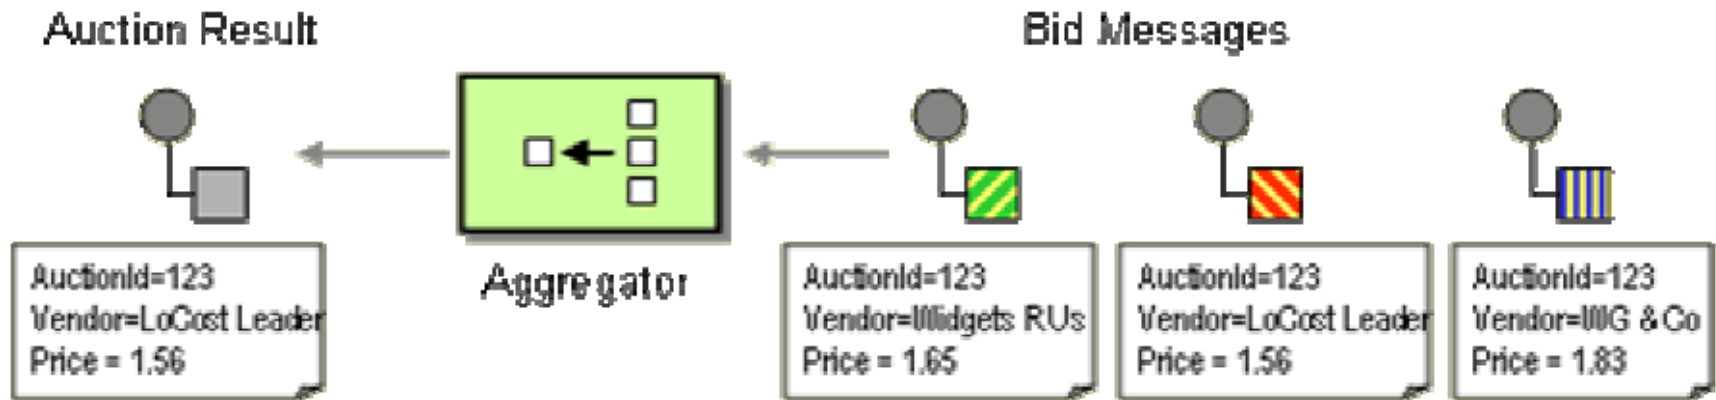 Auction Result
Bid Messages
Aggregator
AuctionId=123
Vendor=LoCost Leader
Price = 1.56
AuctionId=123
Vendor=Widgets RUs
Price = 1.65
AuctionId=123
Vendor=LoCost Leader
Price = 1.56
AuctionId=123
Vendor=WG & Co
Price = 1.83